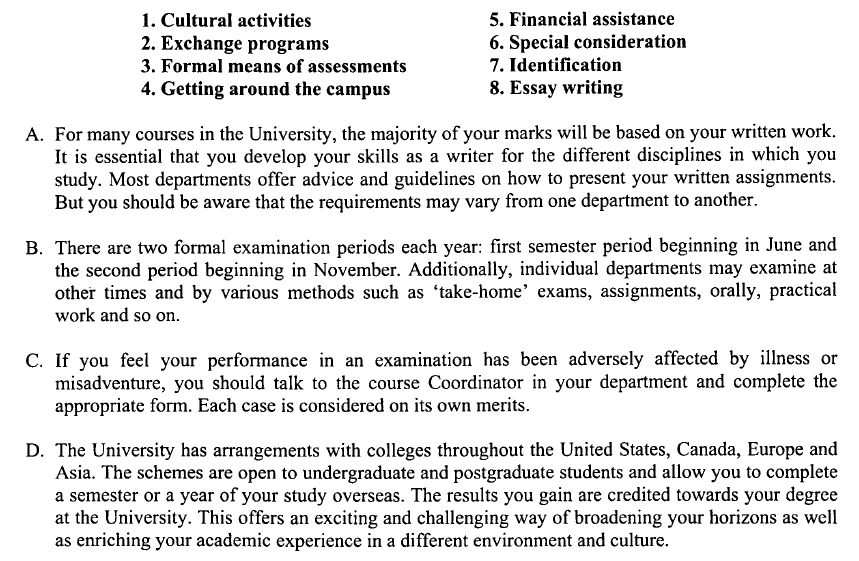 1. Cultural activities
2. Exchange programs
3. Formal means of assessments
4. Getting around the campus
5. Financial assistance
6. Special consideration
7. Identification
8. Essay writing
A. For many courses in the University, the majority of your marks will be based on your written work.
It is essential that you develop your skills as a writer for the different disciplines in which you
study. Most departments offer advice and guidelines on how to present your written assignments.
But you should be aware that the requirements may vary from one department to another.
B. There are two formal examination periods each year: first semester period beginning in June and
the second period beginning in November. Additionally, individual departments may examine at
other times and by various methods such as ‘take-home’ exams, assignments, orally, practical
work and so on.
C. If you feel your performance in an examination has been adversely affected by illness or
misadventure, you should talk to the course Coordinator in your department and complete the
appropriate form. Each case is considered on its own merits.
D. The University has arrangements with colleges throughout the United States, Canada, Europe and
Asia. The schemes are open to undergraduate and postgraduate students and allow you to complete
a semester or a year of your study overseas. The results you gain are credited towards your degree
at the University. This offers an exciting and challenging way of broadening your horizons as well
as enriching your academic experience in a different environment and culture.